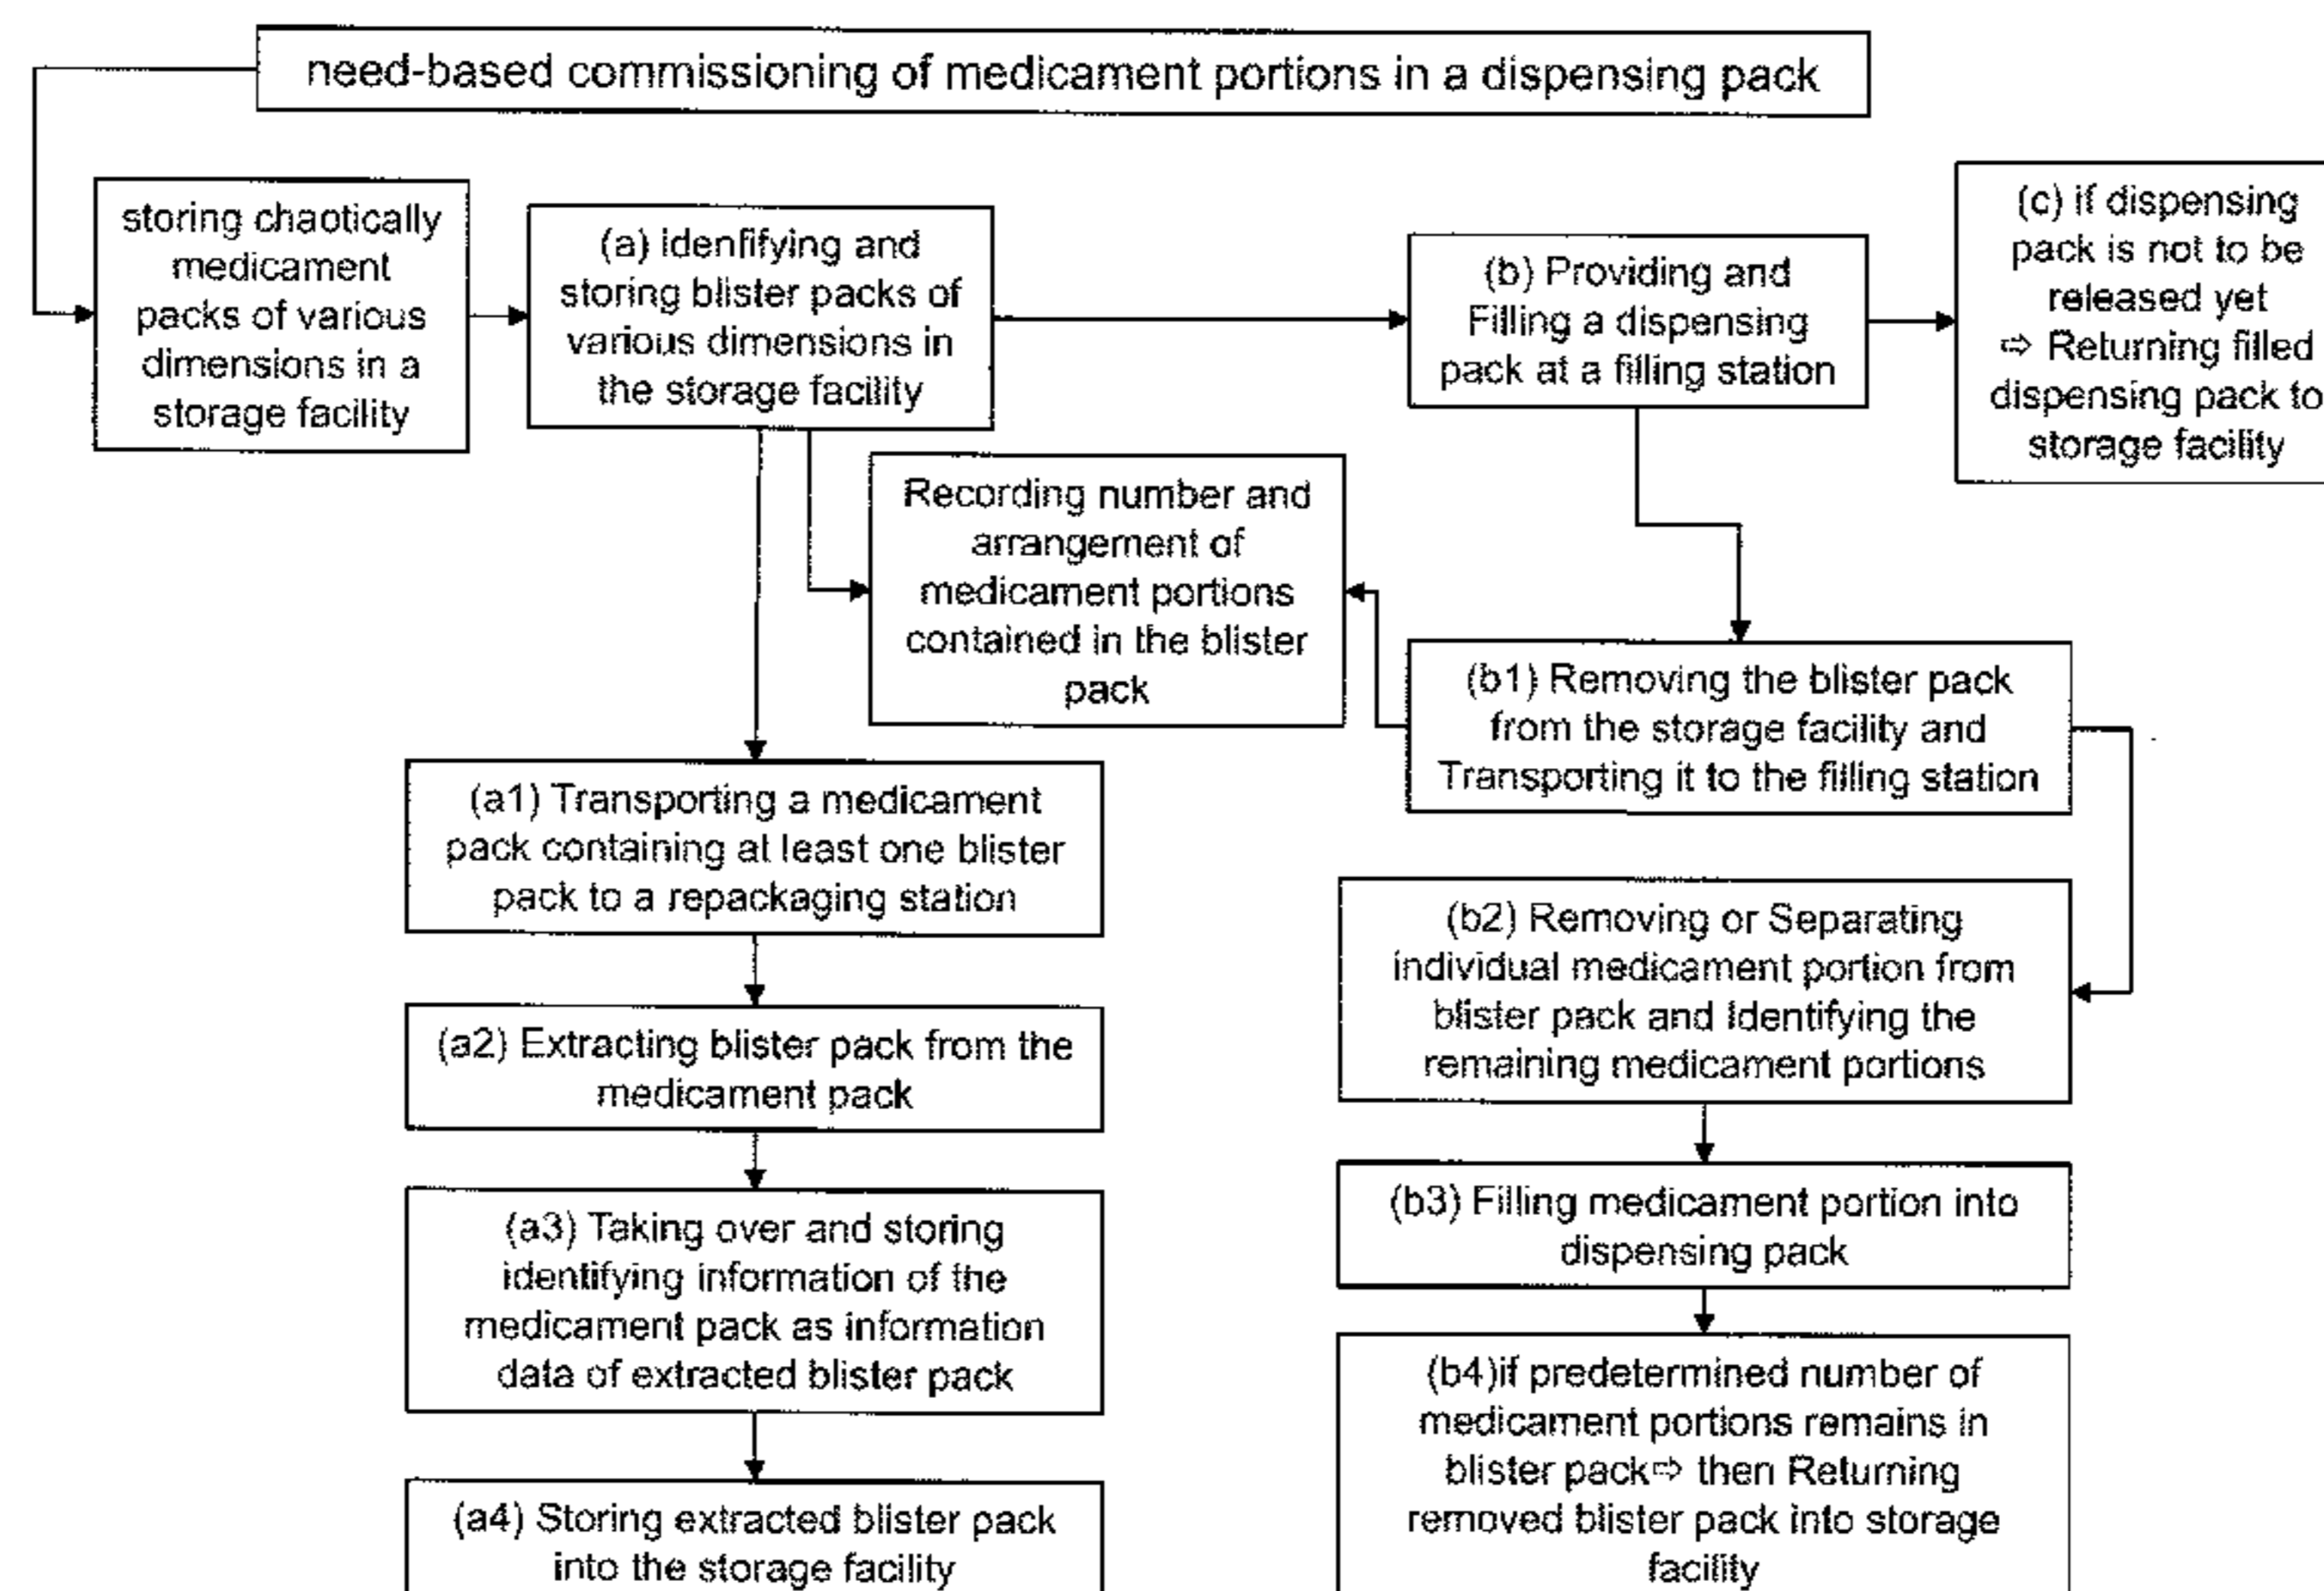 need-based commissioning of medicament portions in a dispensing pack
storing chaotically
medicament
packs of various
dimensions in a
storage facility
(a) idenfifying and
storing blister packs of
various dimensions in
the storage facility
(b) Providing and
Filling a dispensing
pack at a filling station
(c) if dispensing
pack is not to be
released yet
⇨ Returning filled
dispensing pack to
storage facility
Recording number and
arrangement of
medicament portions
contained in the blister
pack
(a1) Transporting a medicament
pack containing at least one blister
pack to a repackaging station
(b1) Removing the blister pack
from the storage facility and
Transporting it to the filling station
(a2) Extracting blister pack from the
medicament pack
(b2) Removing or Separating
individual medicament portion from
blister pack and Identifying the
remaining medicament portions
(a3) Taking over and storing
identifying information of the
medicament pack as information
data of extracted blister pack
(b3) Filling medicament portion into
dispensing pack
(a4) Storing extracted blister pack
into the storage facility
(b4)if predetermined number of
medicament portions remains in
blister pack⇨ then Returning
removed blister pack into storage
facility